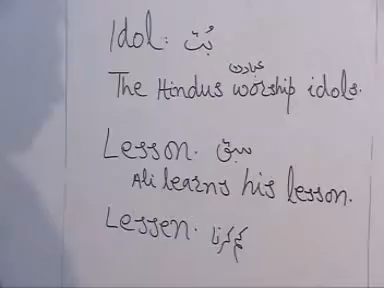 Idol: بُت
عبادت
The Hindus worship idols.
Lesson. سبق
Ali learns his lesson.
Lessen. کم کرنا